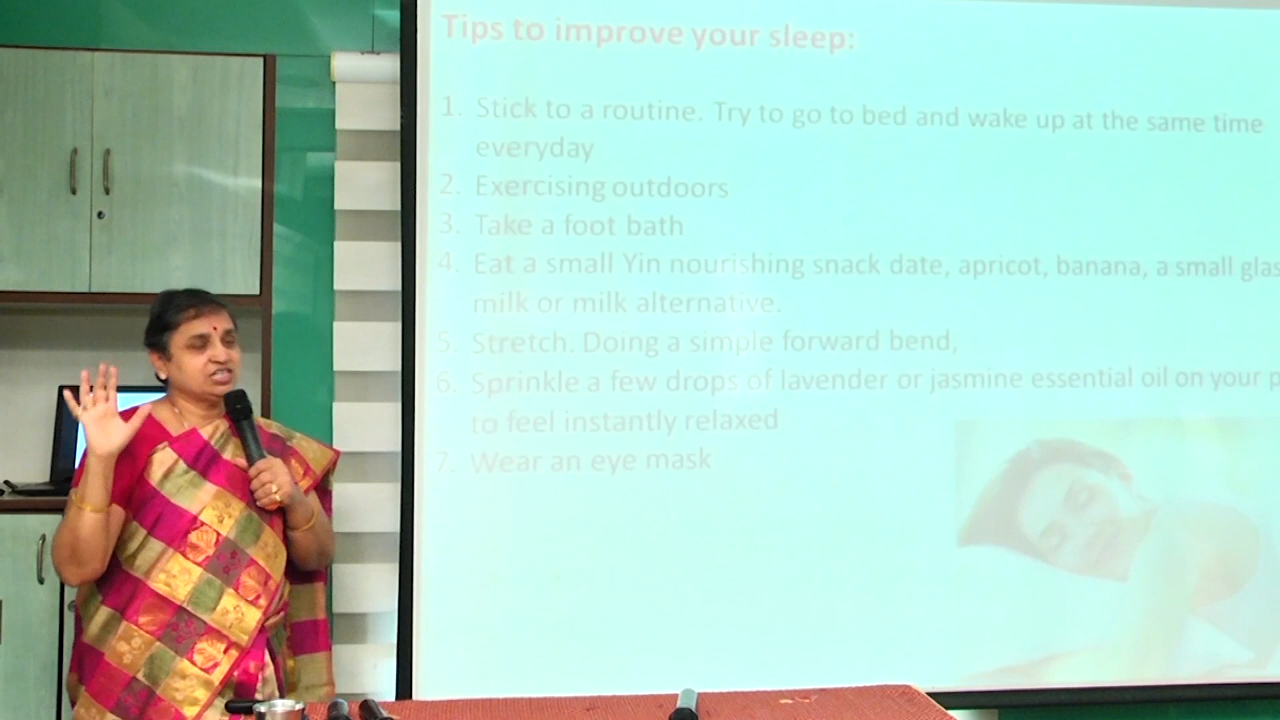 Tips to improve your sleep:
1. Stick to a routine. Try to go to bed and wake up at the same time
everyday
2. Exercising outdoors
3. Take a foot bath
4. Eat a small Yin nourishing snack date, apricot, banana, a small
milk or milk alternative.
5. Stretch. Doing a simple forward bend,
6. Sprinkle a few drops of lavender or jasmine essential oil on your
to feel instantly relaxed
7. Wear an eye mask